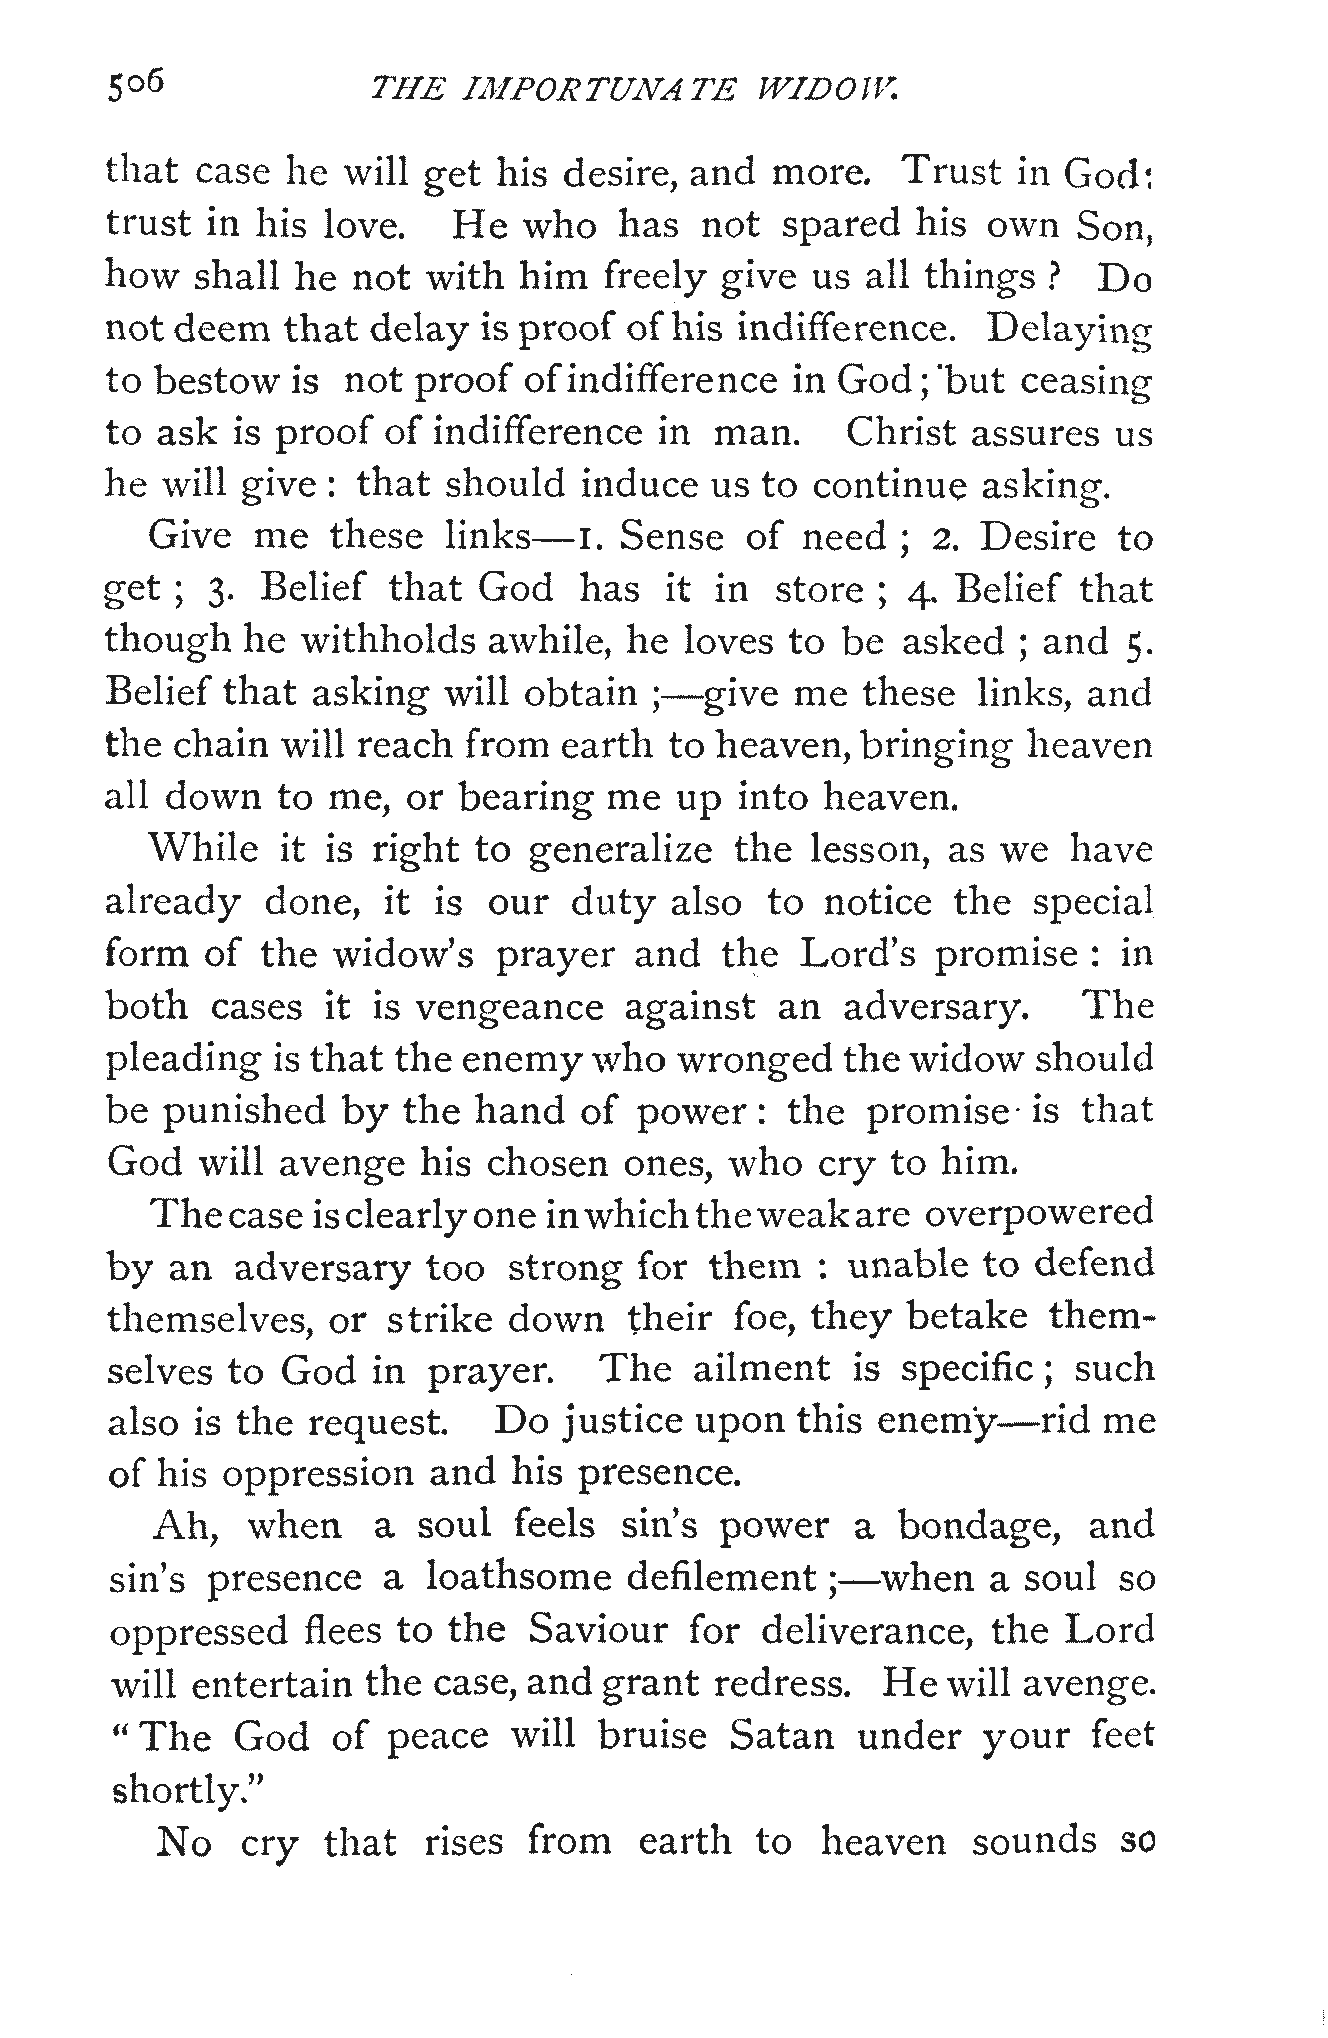 506 THE IMPORTUNATE WIDOW.
that case he will get his desire, and more. Trust in God:
trust in his love. He who has not spared his own Son,
how shall he not with him freely give us all things ? Do
not deem that delay is proof of his indifference. Delaying
to bestow is not proof of indifference in God ; but ceasing
to ask is proof of indifference in man. Christ assures us
he will give : that should induce us to continue asking.
Give me these links—1. Sense of need ; 2. Desire to
get ; 3. Belief that God has it in store ; 4. Belief that
though he withholds awhile, he loves to be asked ; and 5.
Belief that asking will obtain ;—give me these links, and
the chain will reach from earth to heaven, bringing heaven
all down to me, or bearing me up into heaven.
While it is right to generalize the lesson, as we have
already done, it is our duty also to notice the special
form of the widow's prayer and the Lord's promise : in
both cases it is vengeance against an adversary. The
pleading is that the enemy who wronged the widow should
be punished by the hand of power : the promise is that
God will avenge his chosen ones, who cry to him.
The case is clearly one in which the weak are overpowered
by an adversary too strong for them : unable to defend
themselves, or strike down their foe, they betake them-
selves to God in prayer. The ailment is specific ; such
also is the request. Do justice upon this enemy—rid me
of his oppression and his presence.
Ah, when a soul feels sin's power a bondage, and
sin's presence a loathsome defilement ;—when a soul so
oppressed flees to the Saviour for deliverance, the Lord
will entertain the case, and grant redress. He will avenge.
“ The God of peace will bruise Satan under your feet
shortly.”
No cry that rises from earth to heaven sounds so